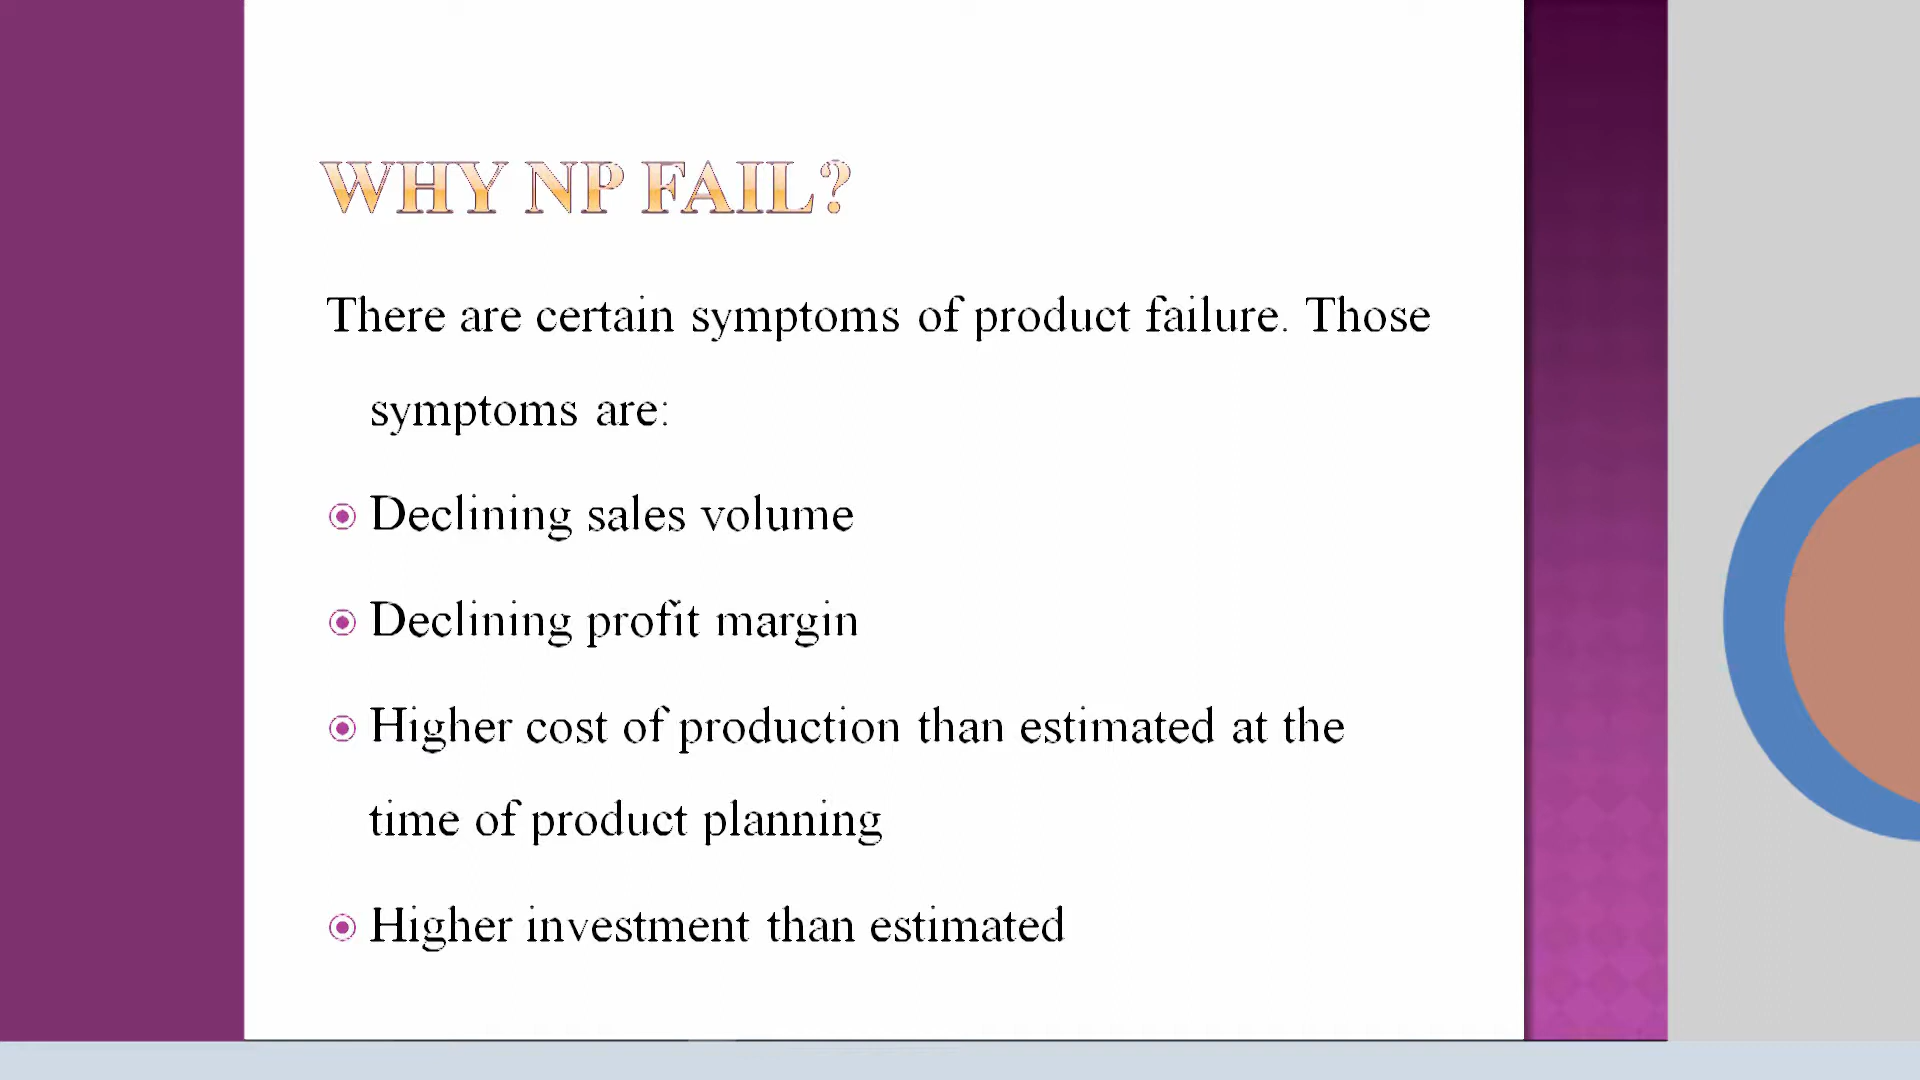 WHY NP FAIL?
There are certain symptoms of product failure. Those
symptoms are:
Declining sales volume
Declining profit margin
Higher cost of production than estimated at the
time of product planning
Higher investment than estimated